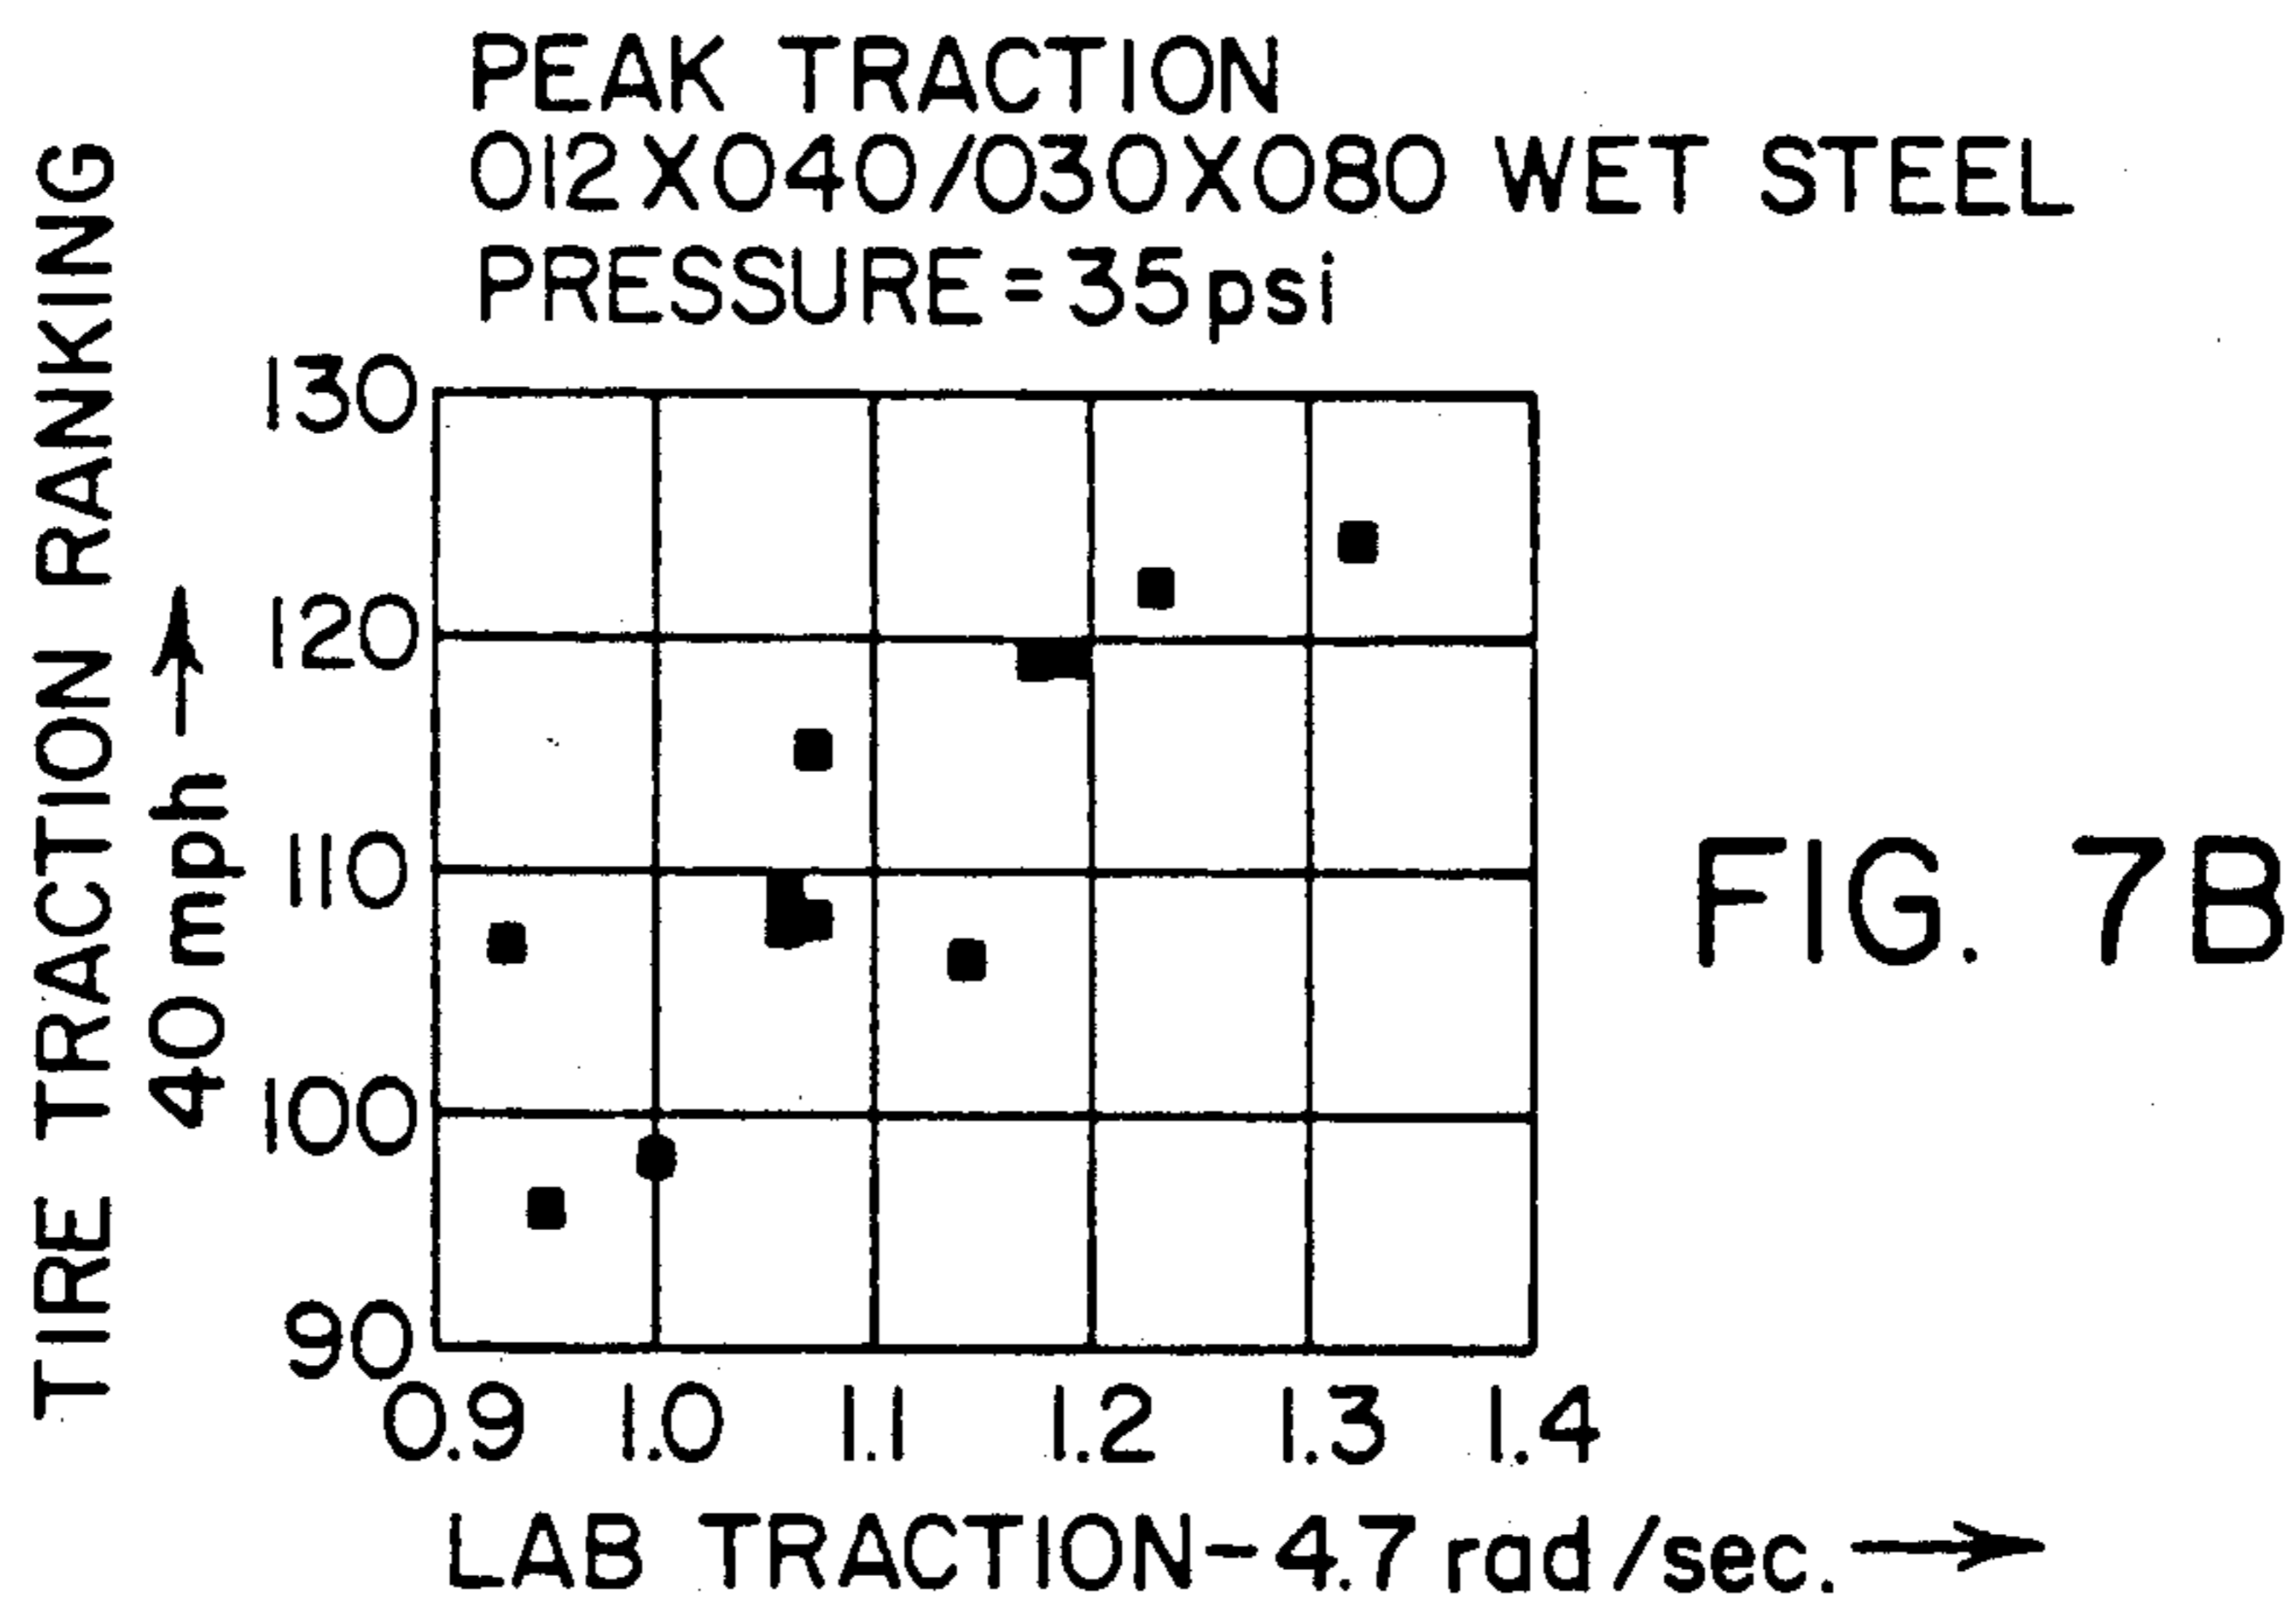 PEAK TRACTION
012X040/030X080 WET STEEL
PRESSURE=35psi
TIRE TRACTION RANKING
40 mph
130
120
110
100
90
0.9 1.0 1.1 1.2 1.3 1.4
LAB TRACTION-4.7 rad/sec.
FIG. 7B